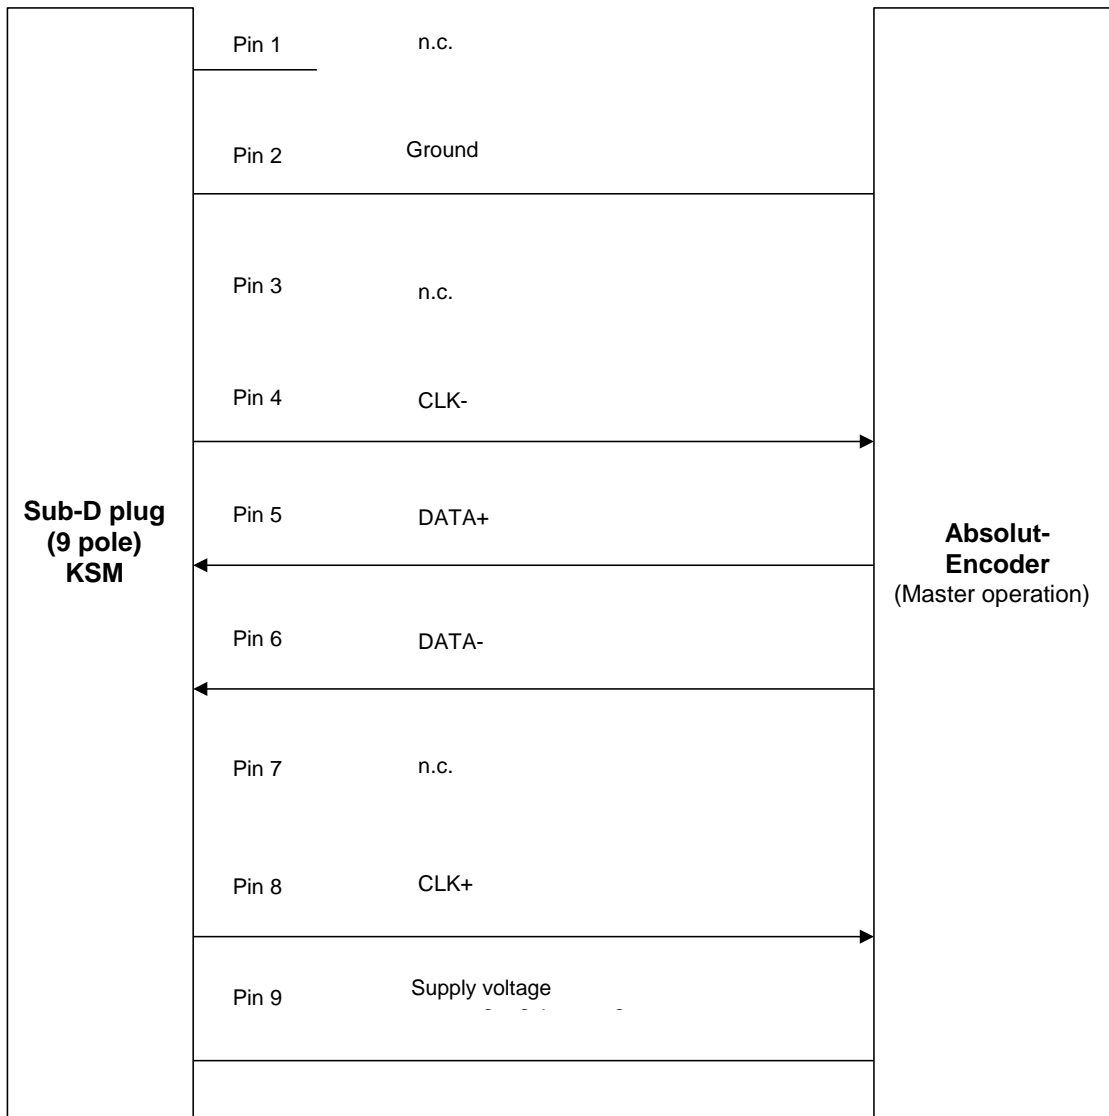 Pin 1 n.c.
Pin 2 Ground
Pin 3 n.c.
Pin 4 CLK-
Sub-D plug
(9 pole)
KSM
Pin 5 DATA+
Absolut-
Encoder
(Master operation)
Pin 6 DATA-
Pin 7 n.c.
Pin 8 CLK+
Pin 9 Supply voltage